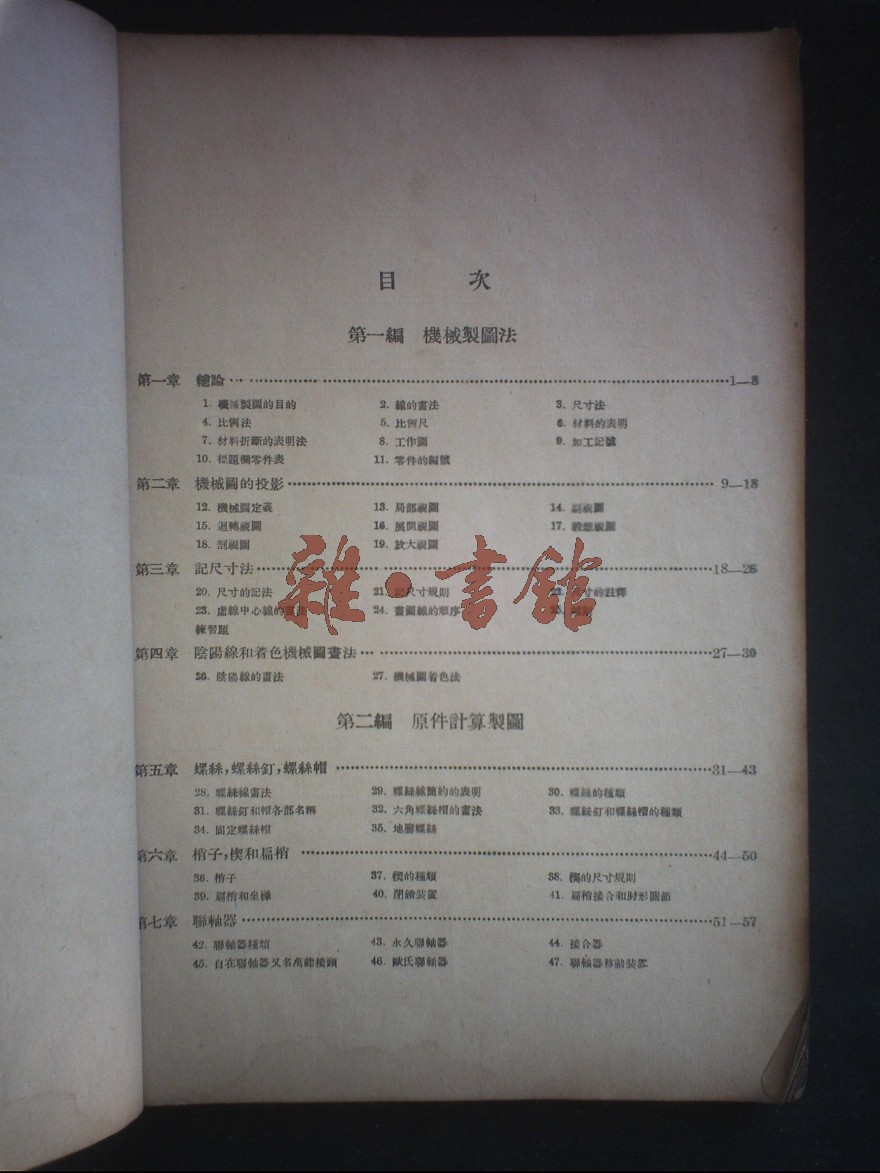 目 次
第一編 機械製圖法
第一章 總論 1—8
1. 機械製圖的目的 2. 線的畫法 3. 尺寸法
4. 比例法 5. 比例尺 6. 材料的表明
7. 材料折斷的表明法 8. 工作圖 9. 加工記號
10. 標題欄零件表 11. 零件的編號
第二章 機械圖的投影 9—18
12. 機械圖定義 13. 局部視圖 14. 副視圖
15. 迴轉視圖 16. 展開視圖 17. 設想視圖
18. 剖視圖 19. 放大視圖
第三章 記尺寸法 18—26
20. 尺寸的記法 21. 記尺寸規則 22. 尺寸的註釋
23. 虛線中心線的畫法 24. 畫圖線的順序 25.
練習題
第四章 陰陽線和着色機械圖畫法 27—30
26. 陰陽線的畫法 27. 機械圖着色法
第二編 原件計算製圖
第五章 螺絲，螺絲釘，螺絲帽 31—43
28. 螺絲線畫法 29. 螺絲線簡約的表明 30. 螺絲的種類
31. 螺絲釘和帽各部名稱 32. 六角螺絲帽的畫法 33. 螺絲釘和螺絲帽的種類
34. 固定螺絲帽 35. 地腳螺絲
第六章 梢子，楔和扁梢 44—50
36. 梢子 37. 楔的種類 38. 楔的尺寸規則
39. 扁梢和坐樺 40. 閉鎖裝置 41. 扁梢接合和肘形關節
第七章 聯軸器 51—57
42. 聯軸器種類 43. 永久聯軸器 44. 接合器
45. 自在聯軸器又名萬能接頭 46. 歐氏聯軸器 47. 聯軸器移動裝置
雜·書館